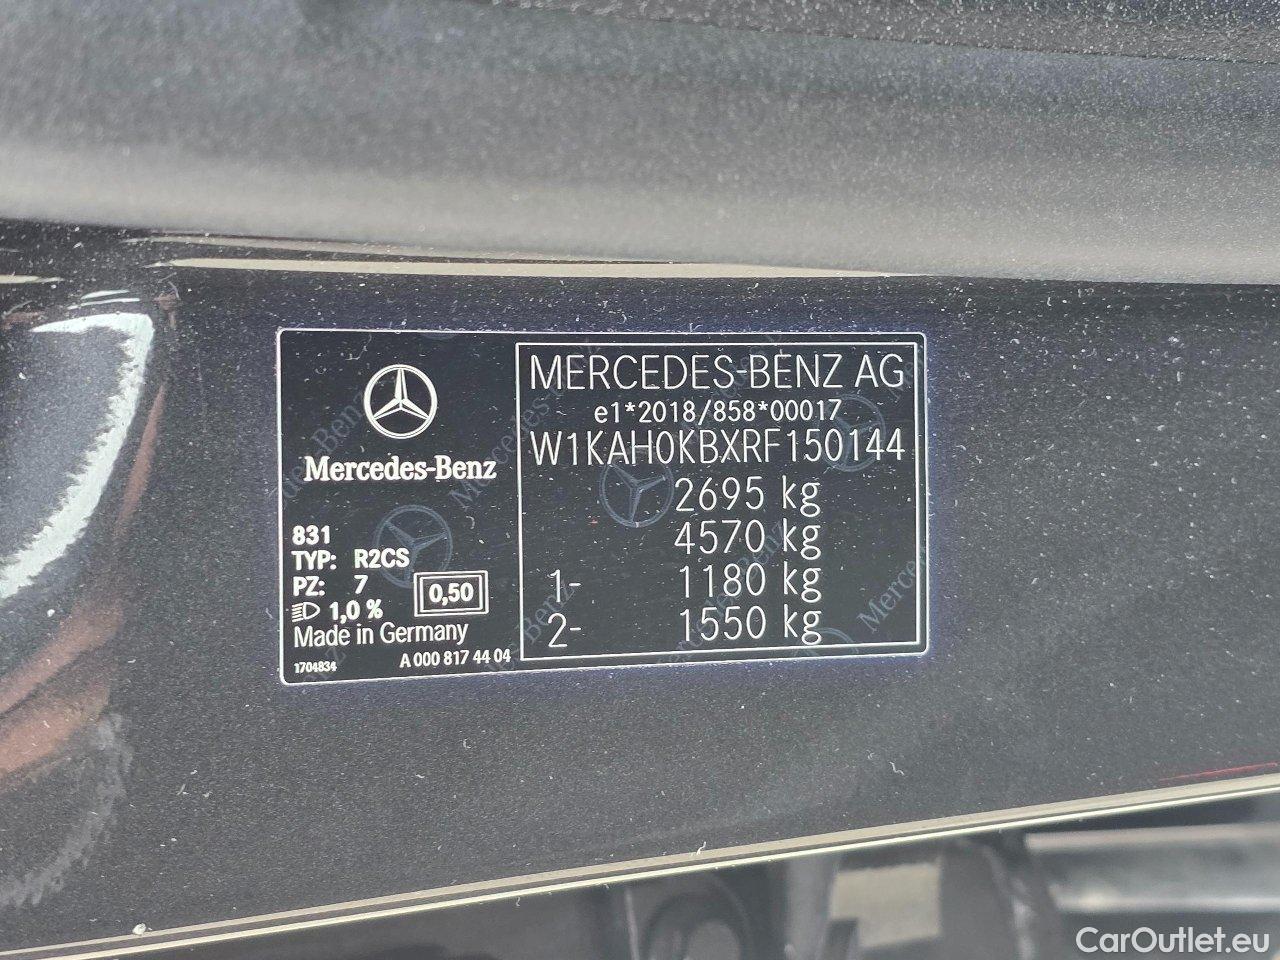 Mercedes-Benz
831
TYP: R2CS
PZ: 7
1,0 %
0,50
Made in Germany
1704834
A 000 817 44 04
MERCEDES-BENZ AG
e1*2018/858*00017
W1KAH0KBXRF150144
2695 kg
4570 kg
1- 1180 kg
2- 1550 kg
CarOutlet.eu